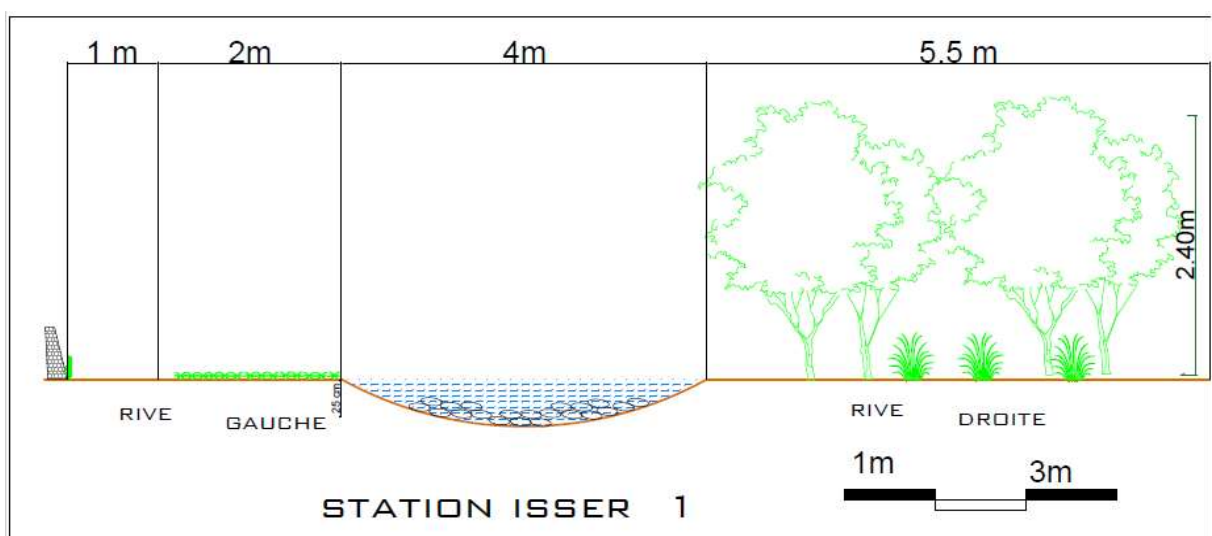 1 m 2m 4m 5.5 m
2.40m
25 cm
RIVE GAUCHE RIVE DROITE
1m 3m
STATION ISSER 1